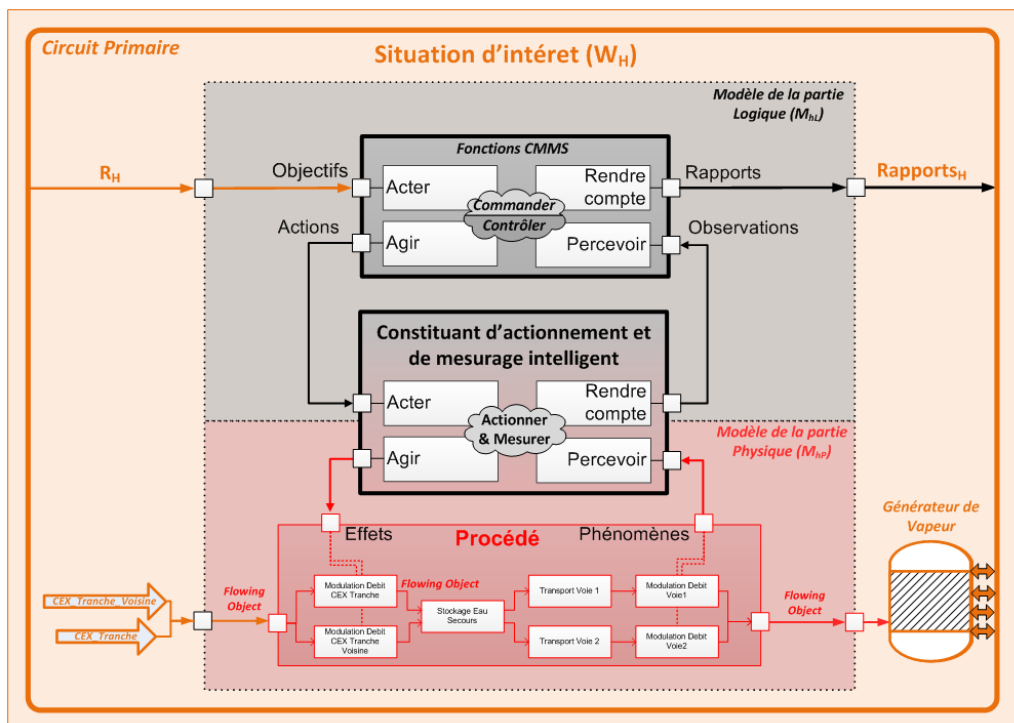 Circuit Primaire
Situation d'intéret (WH)
Modèle de la partie
Logique (MhL)
Fonctions CMMS
RH
Objectifs
Acter
Rendre
compte
Rapports
RapportsH
Commander
Contrôler
Actions
Agir
Percevoir
Observations
Constituant d'actionnement et
de mesurage intelligent
Acter
Rendre
compte
Actionner
& Mesurer
Agir
Percevoir
Modèle de la partie
Physique (MhP)
Effets
Procédé
Phénomènes
Générateur de
Vapeur
CEX_Tranche_Voisine
CEX_Tranche
Flowing
Object
Modulation Debit
CEX Tranche
Flowing Object
Stockage Eau
Secours
Modulation Debit
CEX Tranche
Voisine
Transport Voie 1
Modulation Debit
Voie1
Transport Voie 2
Modulation Debit
Voie2
Flowing
Object